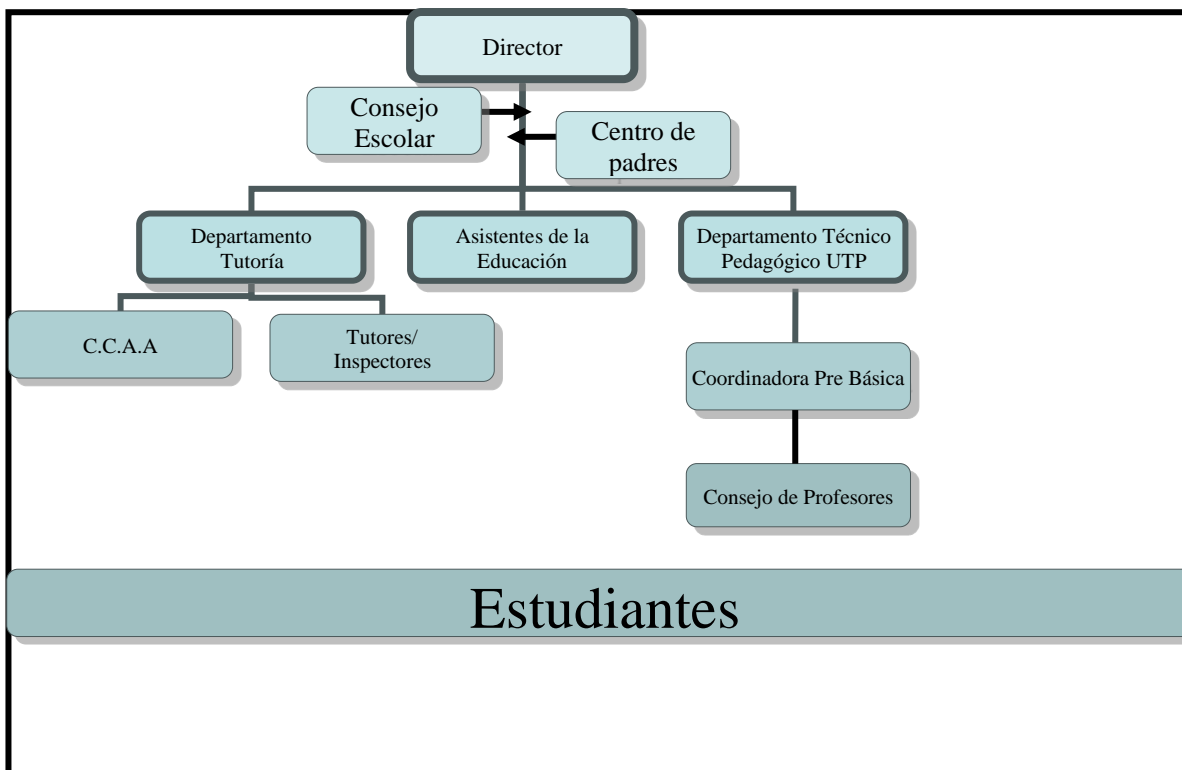 Director
Consejo
Escolar
Centro de
padres
Departamento
Tutoría
Asistentes de la
Educación
Departamento Técnico
Pedagógico UTP
C.C.A.A
Tutores/
Inspectores
Coordinadora Pre Básica
Consejo de Profesores
Estudiantes